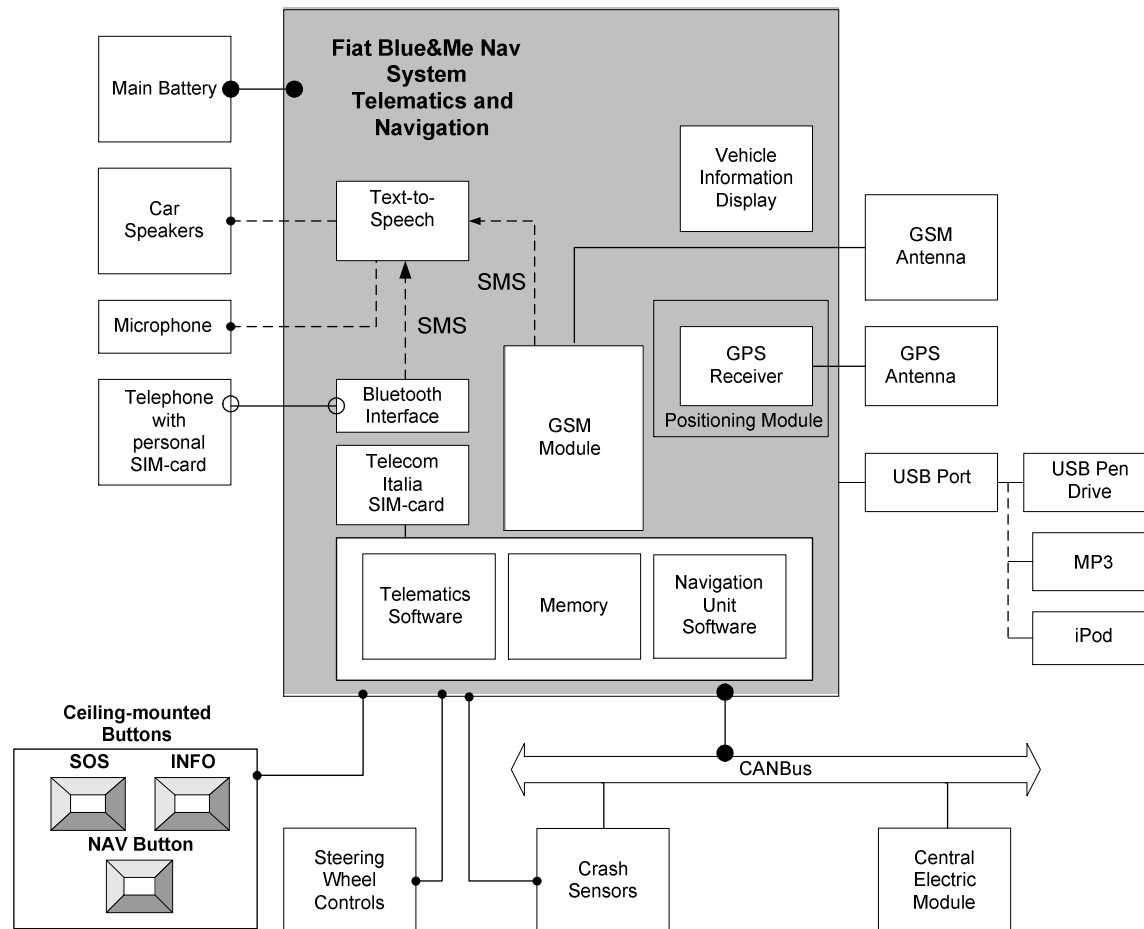 Fiat Blue&Me Nav
System
Telematics and
Navigation
Main Battery
Vehicle
Information
Display
Text-to-
Speech
Car
Speakers
GSM
Antenna
SMS
Microphone
SMS
GPS
Receiver
GPS
Antenna
Positioning Module
Telephone
with
personal
SIM-card
Bluetooth
Interface
GSM
Module
Telecom
Italia
SIM-card
USB Port
USB Pen
Drive
MP3
iPod
Telematics
Software
Memory
Navigation
Unit
Software
Ceiling-mounted
Buttons
SOS
INFO
NAV Button
CANBus
Steering
Wheel
Controls
Crash
Sensors
Central
Electric
Module